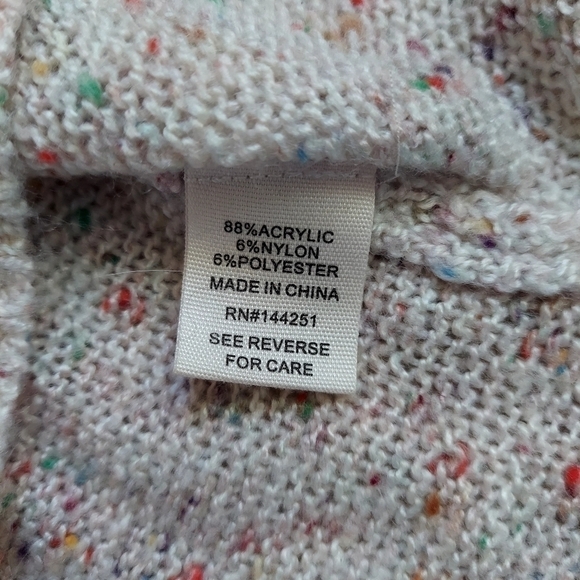 88%ACRYLIC
6%NYLON
6%POLYESTER
MADE IN CHINA
RN#144251
SEE REVERSE
FOR CARE